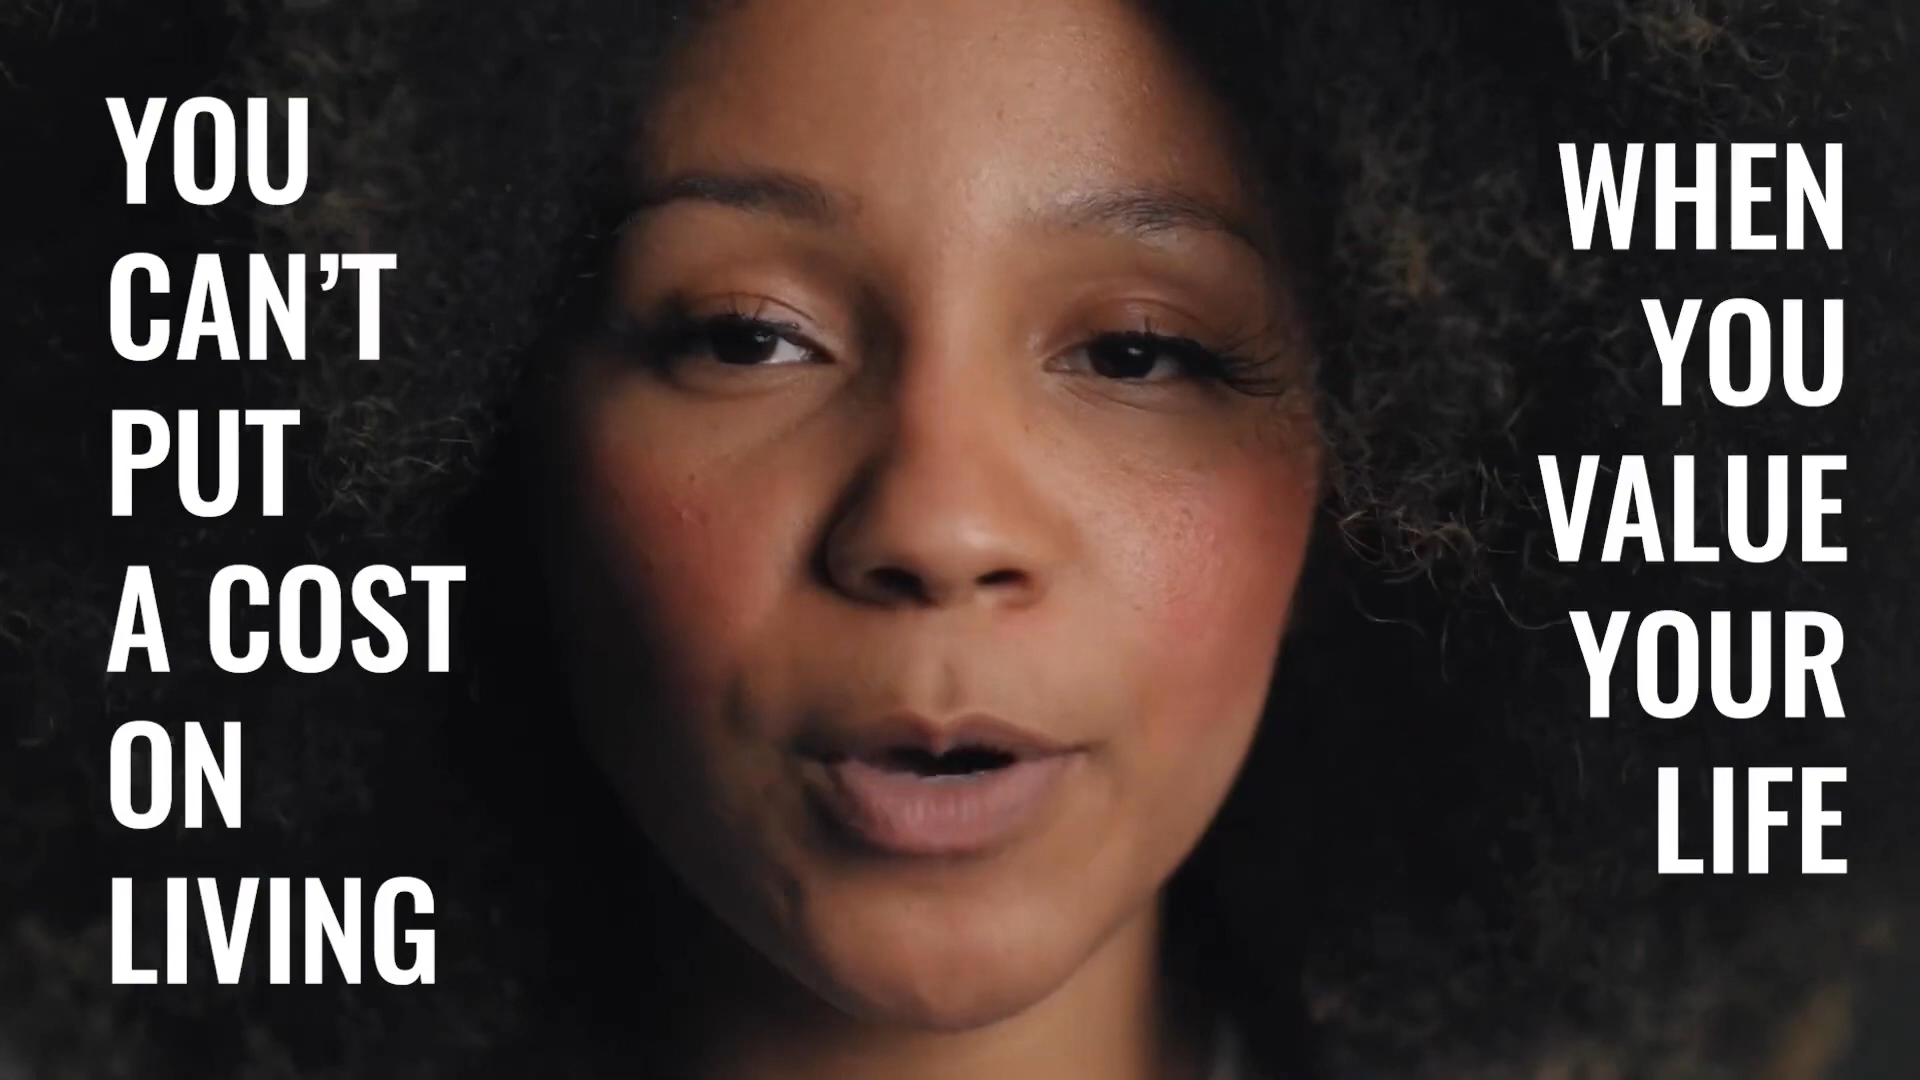 YOU
CAN’T
PUT
A COST
ON
LIVING
WHEN
YOU
VALUE
YOUR
LIFE